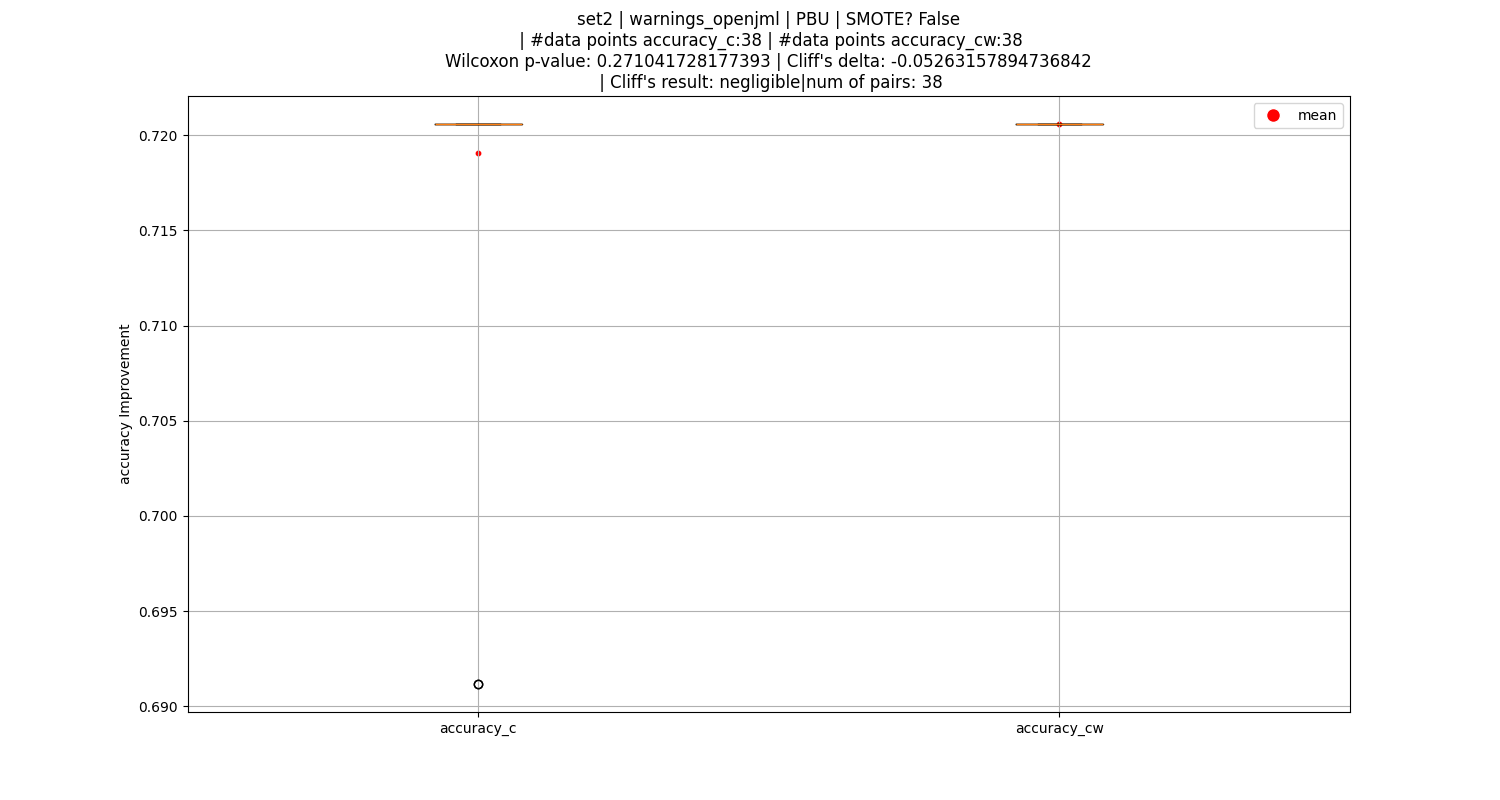 set2 | warnings_openjml | PBU | SMOTE? False
| #data points accuracy_c:38 | #data points accuracy_cw:38
Wilcoxon p-value: 0.271041728177393 | Cliff's delta: -0.05263157894736842
| Cliff's result: negligible|num of pairs: 38
mean
0.720
0.715
0.710
0.705
0.700
0.695
0.690
accuracy Improvement
accuracy_c
accuracy_cw